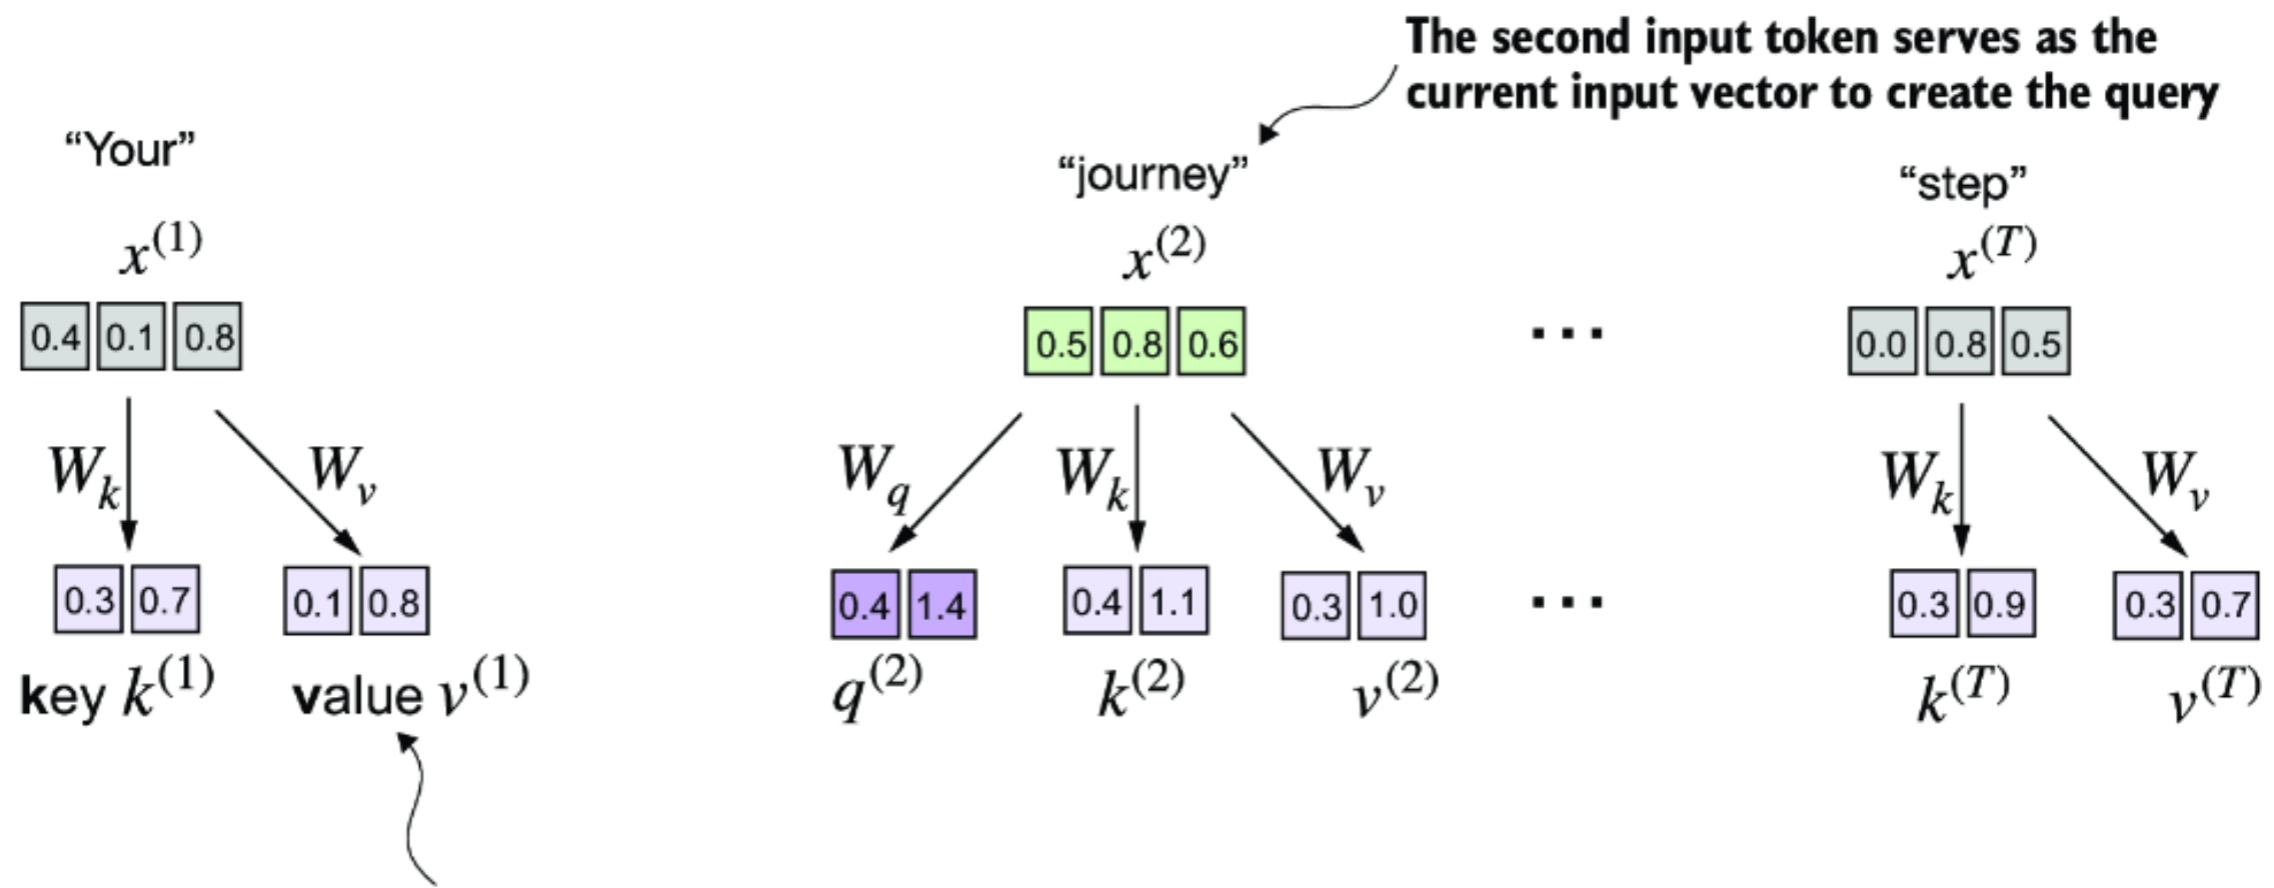 The second input token serves as the
current input vector to create the query
“Your”
“journey”
“step”
x(1)
x(2)
x(T)
0.4 0.1 0.8
0.5 0.8 0.6
...
0.0 0.8 0.5
Wk Wv
Wq Wk Wv
Wk Wv
0.3 0.7
0.1 0.8
0.4 1.4
0.4 1.1
0.3 1.0
...
0.3 0.9
0.3 0.7
key k(1)
value v(1)
q(2)
k(2)
v(2)
k(T)
v(T)